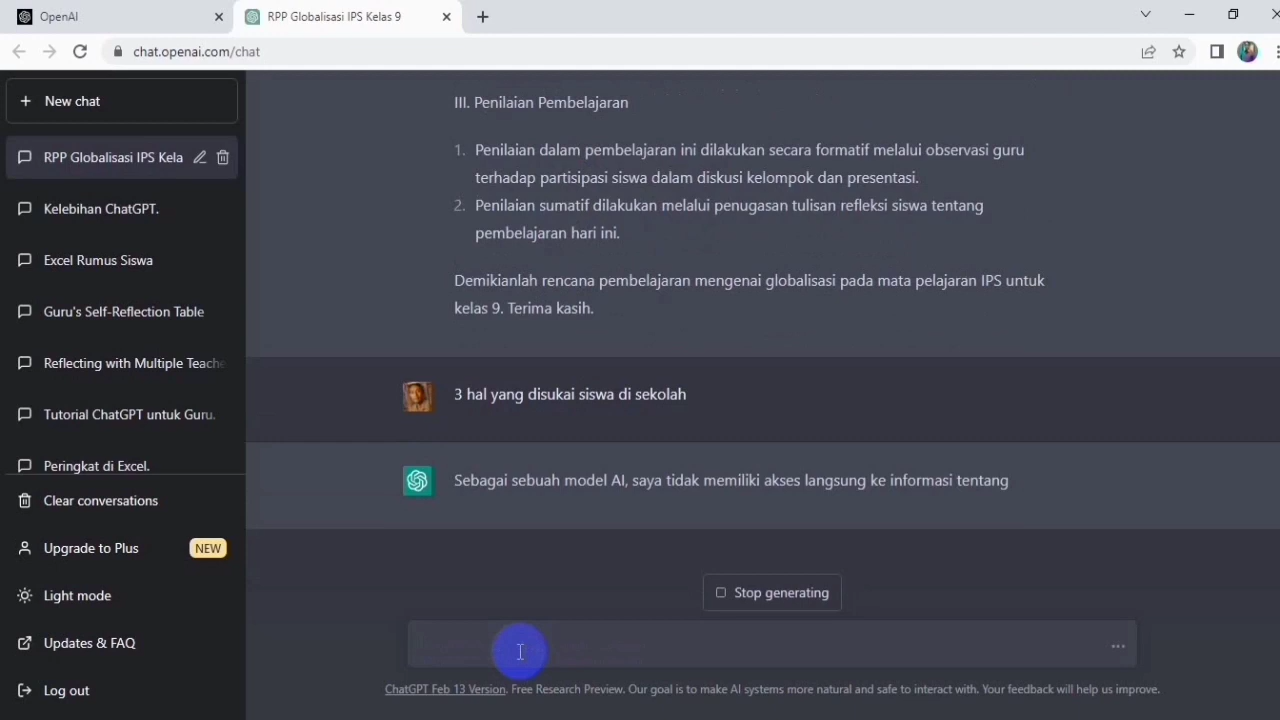 OpenAI
RPP Globalisasi IPS Kelas 9
chat.openai.com/chat
New chat
RPP Globalisasi IPS Kela
Kelebihan ChatGPT.
Excel Rumus Siswa
Guru's Self-Reflection Table
Reflecting with Multiple Teache
Tutorial ChatGPT untuk Guru.
Peringkat di Excel.
Clear conversations
Upgrade to Plus NEW
Light mode
Updates & FAQ
Log out
III. Penilaian Pembelajaran
1. Penilaian dalam pembelajaran ini dilakukan secara formatif melalui observasi guru
terhadap partisipasi siswa dalam diskusi kelompok dan presentasi.
2. Penilaian sumatif dilakukan melalui penugasan tulisan refleksi siswa tentang
pembelajaran hari ini.
Demikianlah rencana pembelajaran mengenai globalisasi pada mata pelajaran IPS untuk
kelas 9. Terima kasih.
3 hal yang disukai siswa di sekolah
Sebagai sebuah model AI, saya tidak memiliki akses langsung ke informasi tentang
Stop generating
ChatGPT Feb 13 Version. Free Research Preview. Our goal is to make AI systems more natural and safe to interact with. Your feedback will help us improve.